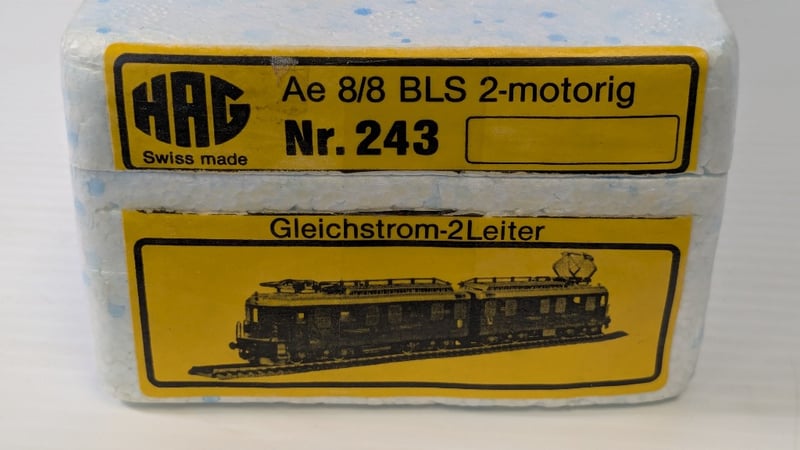 HAG
Swiss made
Ae 8/8 BLS 2-motorig
Nr. 243
Gleichstrom-2Leiter